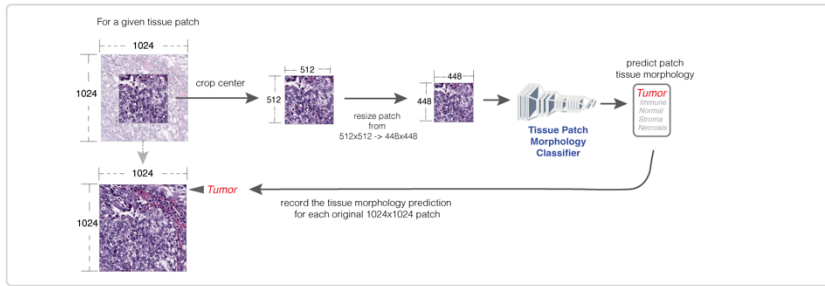 For a given tissue patch
1024
1024
crop center
512
512
resize patch
from
512x512 -> 448x448
448
448
Tissue Patch
Morphology
Classifier
predict patch
tissue morphology
Tumor
Immune
Normal
Stroma
Necrosis
1024
1024
Tumor
record the tissue morphology prediction
for each original 1024x1024 patch